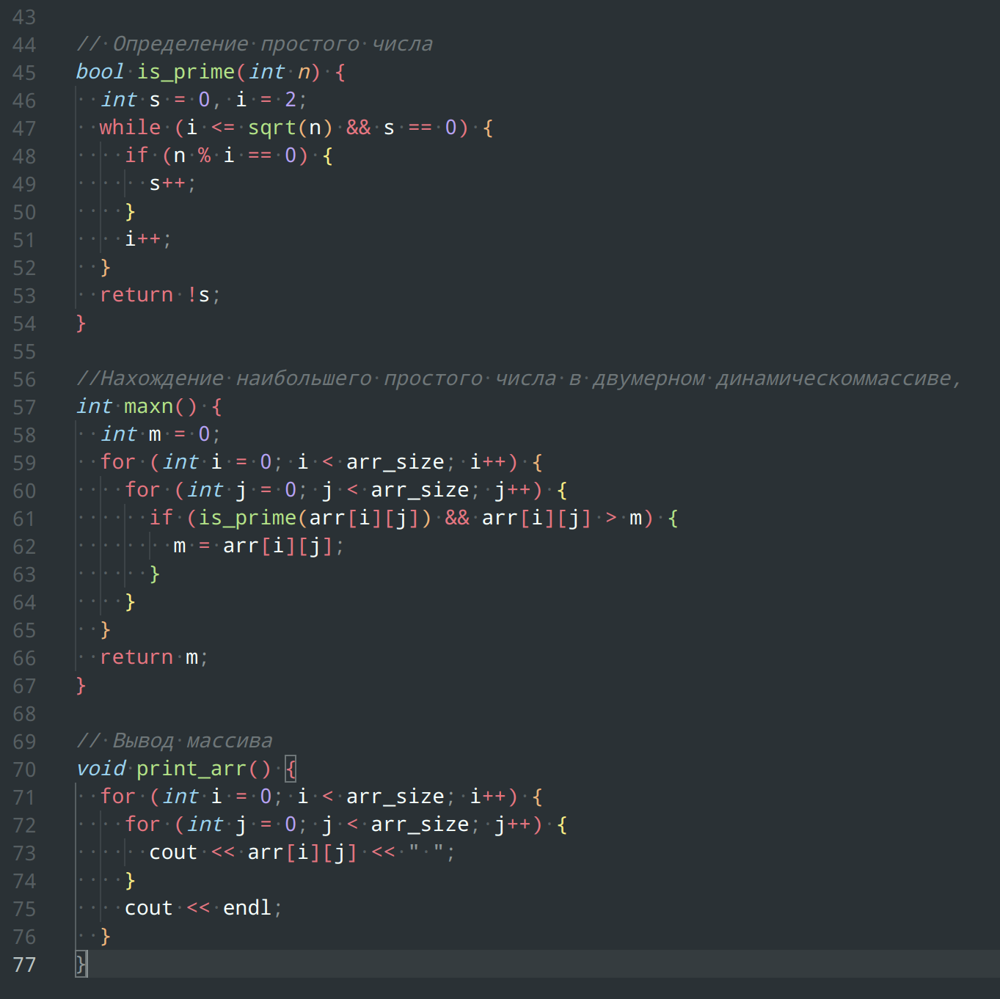 43
44 // Определение простого числа
45 bool is_prime(int n) {
46   int s = 0, i = 2;
47   while (i <= sqrt(n) && s == 0) {
48     if (n % i == 0) {
49       s++;
50     }
51     i++;
52   }
53   return !s;
54 }
55
56 //Нахождение наибольшего простого числа в двумерном динамическоммассиве,
57 int maxn() {
58   int m = 0;
59   for (int i = 0; i < arr_size; i++) {
60     for (int j = 0; j < arr_size; j++) {
61       if (is_prime(arr[i][j]) && arr[i][j] > m) {
62         m = arr[i][j];
63       }
64     }
65   }
66   return m;
67 }
68
69 // Вывод массива
70 void print_arr() {
71   for (int i = 0; i < arr_size; i++) {
72     for (int j = 0; j < arr_size; j++) {
73       cout << arr[i][j] << " ";
74     }
75     cout << endl;
76   }
77 }